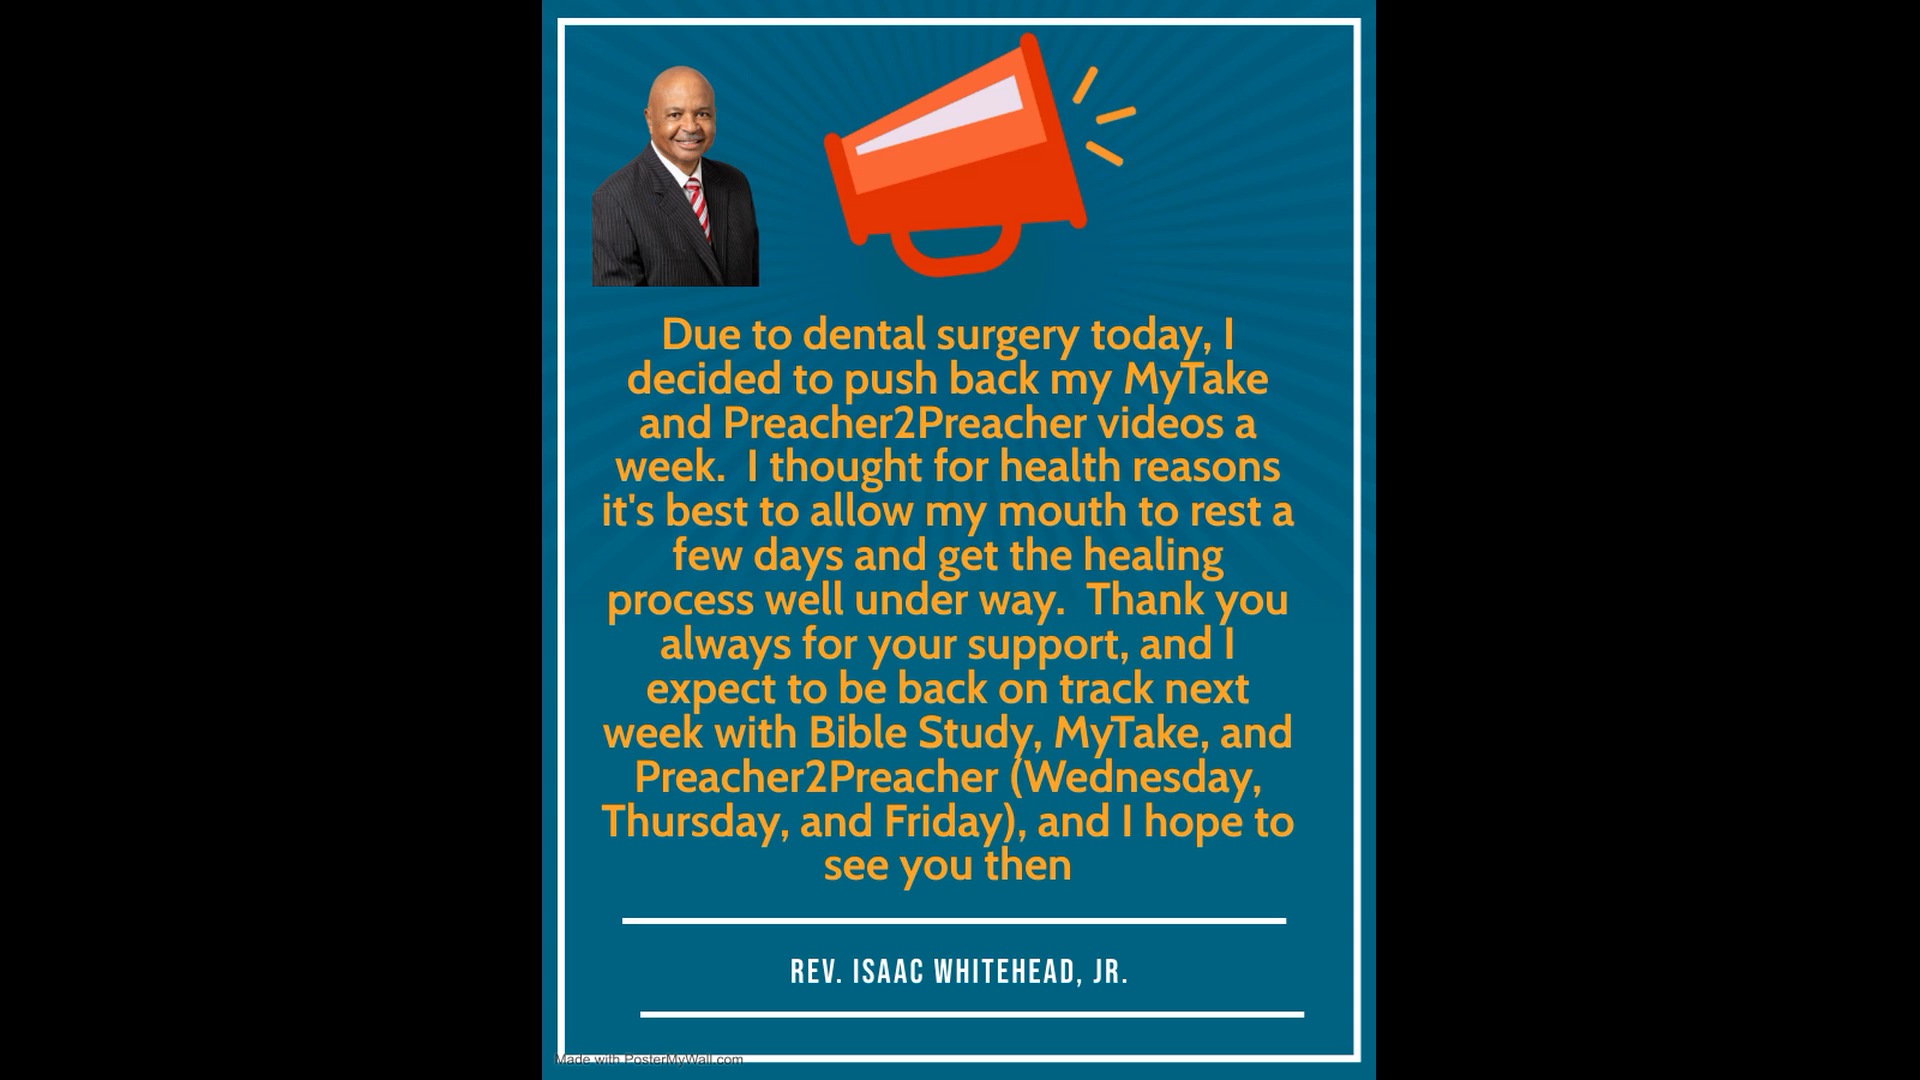 Due to dental surgery today, I
decided to push back my MyTake
and Preacher2Preacher videos a
week.  I thought for health reasons
it's best to allow my mouth to rest a
few days and get the healing
process well under way.  Thank you
always for your support, and I
expect to be back on track next
week with Bible Study, MyTake, and
Preacher2Preacher (Wednesday,
Thursday, and Friday), and I hope to
see you then
REV. ISAAC WHITEHEAD, JR.
Made with PosterMyWall.com